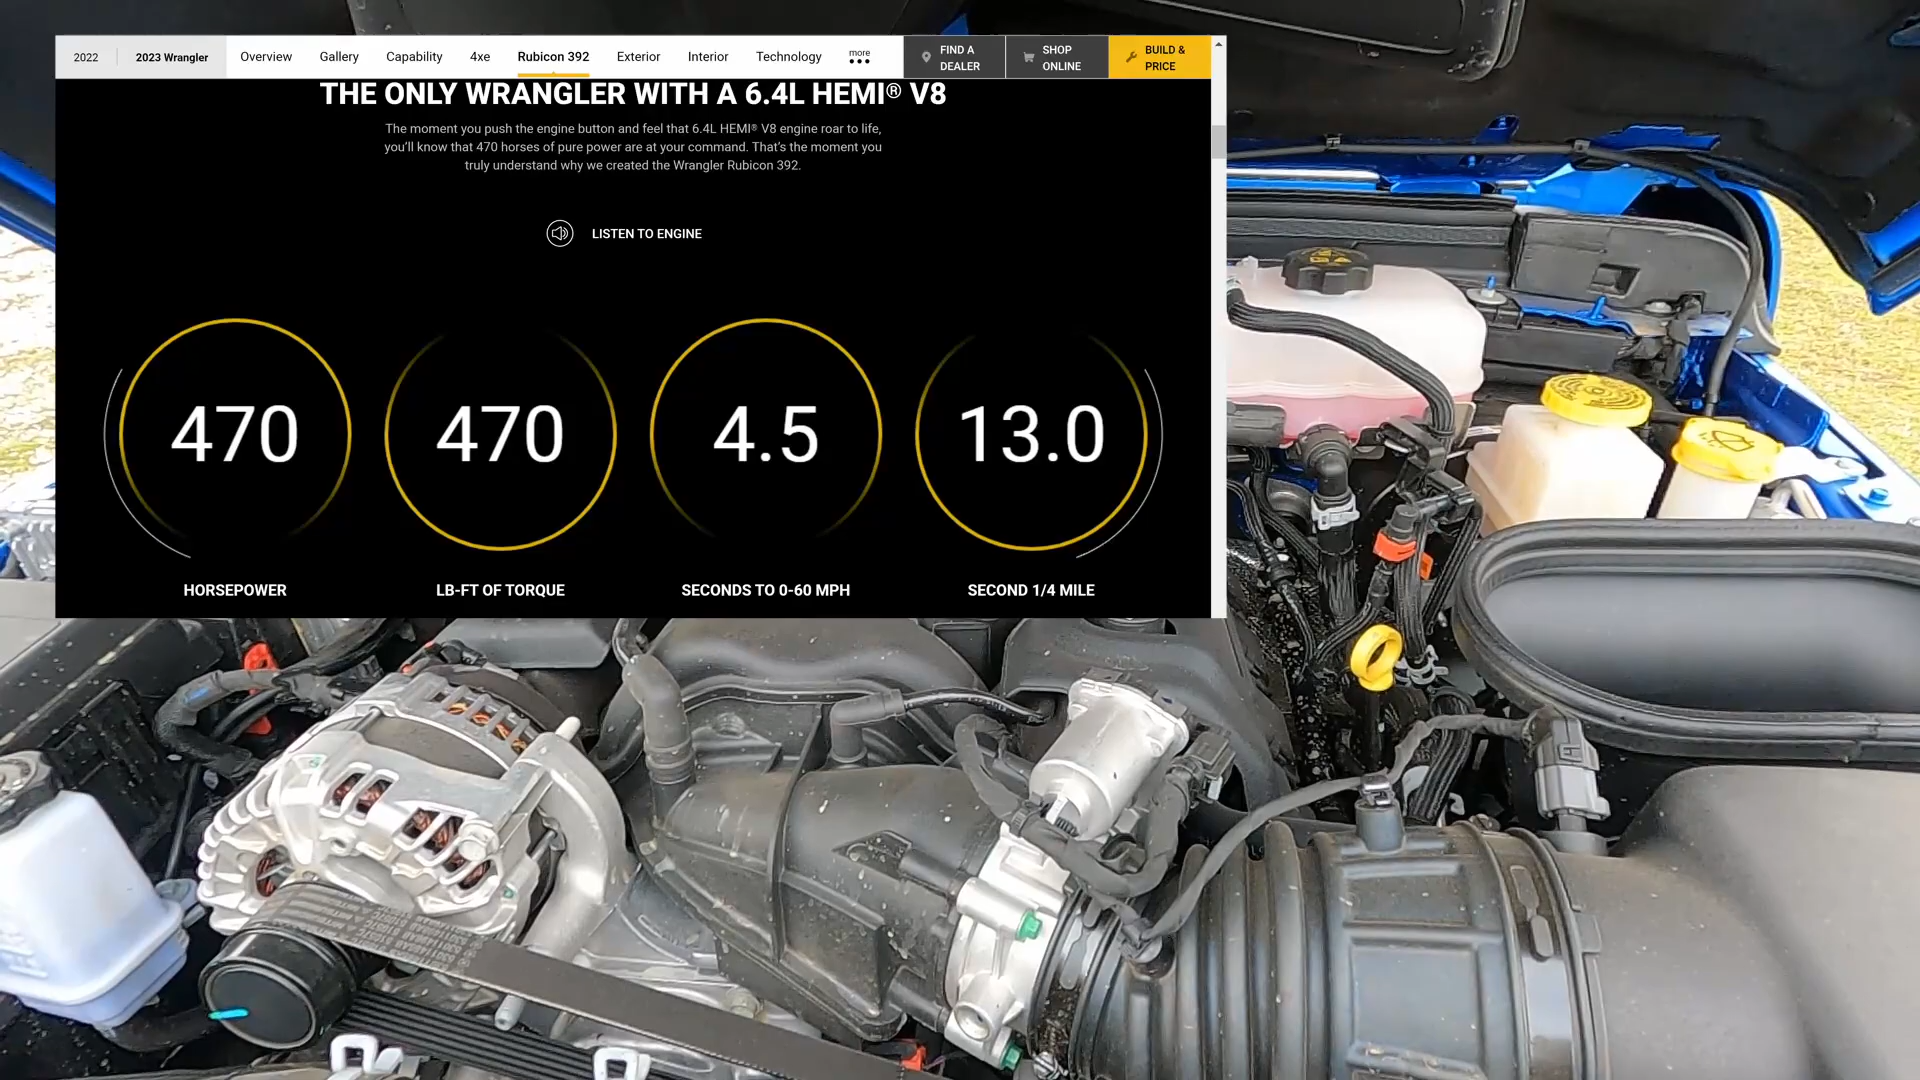 2022
2023 Wrangler
Overview
Gallery
Capability
4xe
Rubicon 392
Exterior
Interior
Technology
more
FIND A
DEALER
SHOP
ONLINE
BUILD &
PRICE
THE ONLY WRANGLER WITH A 6.4L HEMI® V8
The moment you push the engine button and feel that 6.4L HEMI® V8 engine roar to life,
you’ll know that 470 horses of pure power are at your command. That’s the moment you
truly understand why we created the Wrangler Rubicon 392.
LISTEN TO ENGINE
470
470
4.5
13.0
HORSEPOWER
LB-FT OF TORQUE
SECONDS TO 0-60 MPH
SECOND 1/4 MILE